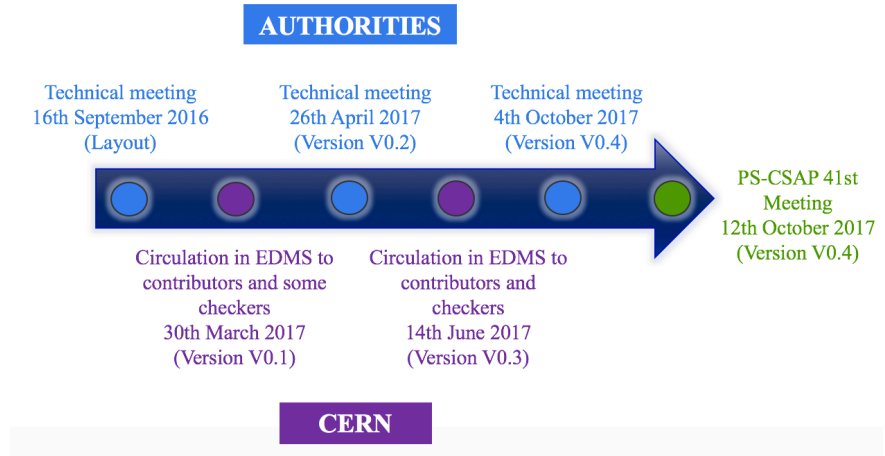 AUTHORITIES
Technical meeting
16th September 2016
(Layout)
Technical meeting
26th April 2017
(Version V0.2)
Technical meeting
4th October 2017
(Version V0.4)
PS-CSAP 41st
Meeting
12th October 2017
(Version V0.4)
Circulation in EDMS to
contributors and some
checkers
30th March 2017
(Version V0.1)
Circulation in EDMS to
contributors and
checkers
14th June 2017
(Version V0.3)
CERN